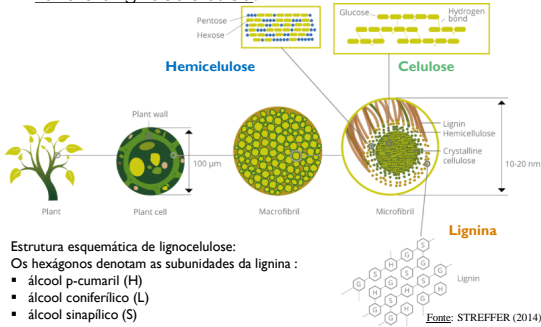 Pentose
Hexose
Glucose
Hydrogen
bond
Hemicelulose
Celulose
Plant wall
100 μm
Lignin
Hemicellulose
Crystalline
cellulose
10-20 nm
Plant
Plant cell
Macrofibril
Microfibril
Lignina
Estrutura esquemática de lignocelulose:
Os hexágonos denotam as subunidades da lignina :
▪ álcool p-cumaril (H)
▪ álcool coniferílico (L)
▪ álcool sinapílico (S)
Lignin
Fonte: STREFFER (2014)